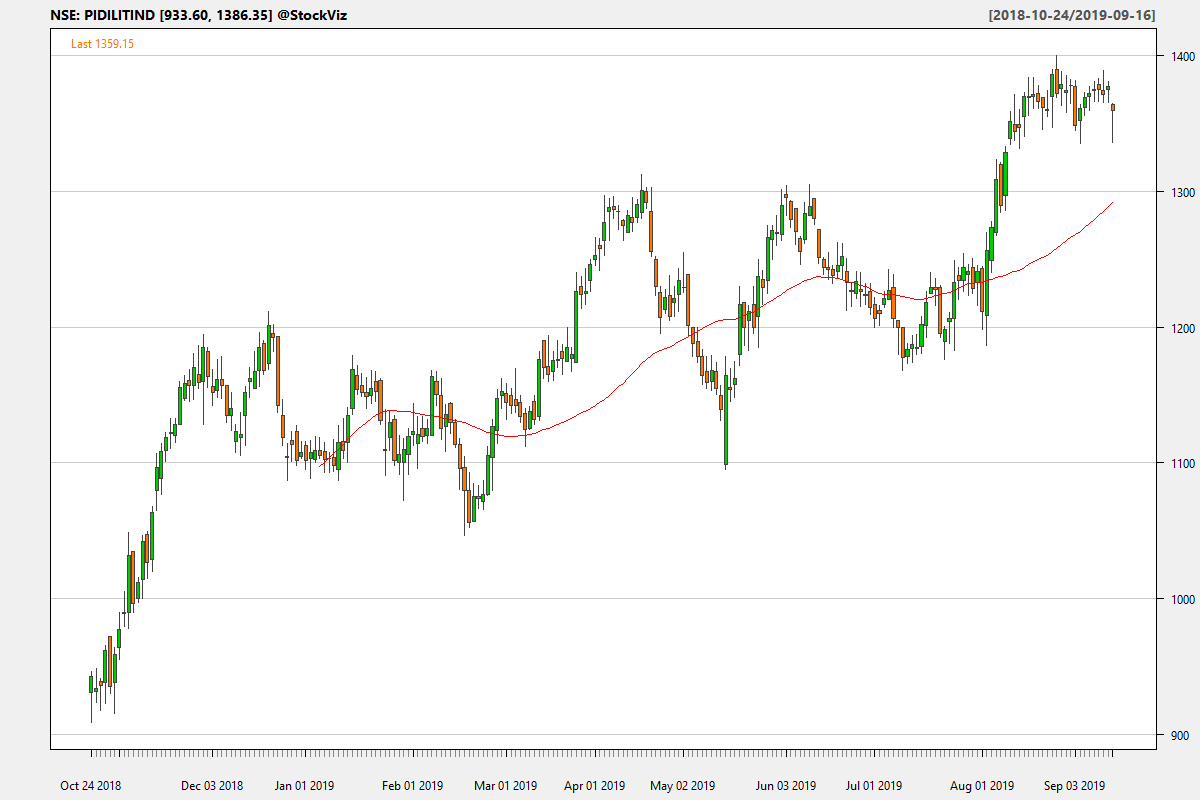 NSE: PIDILITIND [933.60, 1386.35] @StockViz
[2018-10-24/2019-09-16]
Last 1359.15
1400
1300
1200
1100
1000
900
Oct 24 2018
Dec 03 2018
Jan 01 2019
Feb 01 2019
Mar 01 2019
Apr 01 2019
May 02 2019
Jun 03 2019
Jul 01 2019
Aug 01 2019
Sep 03 2019